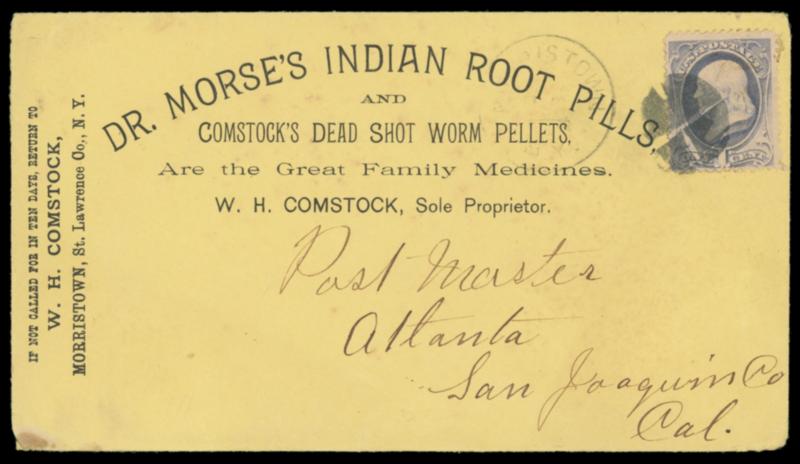 DR. MORSE'S INDIAN ROOT PILLS,
AND
COMSTOCK'S DEAD SHOT WORM PELLETS,
Are the Great Family Medicines.
W. H. COMSTOCK, Sole Proprietor.
IF NOT CALLED FOR IN TEN DAYS, RETURN TO
W. H. COMSTOCK,
MORRISTOWN, St. Lawrence Co., N. Y.
Post Master
Atlanta
San Joaquin Co
Cal.